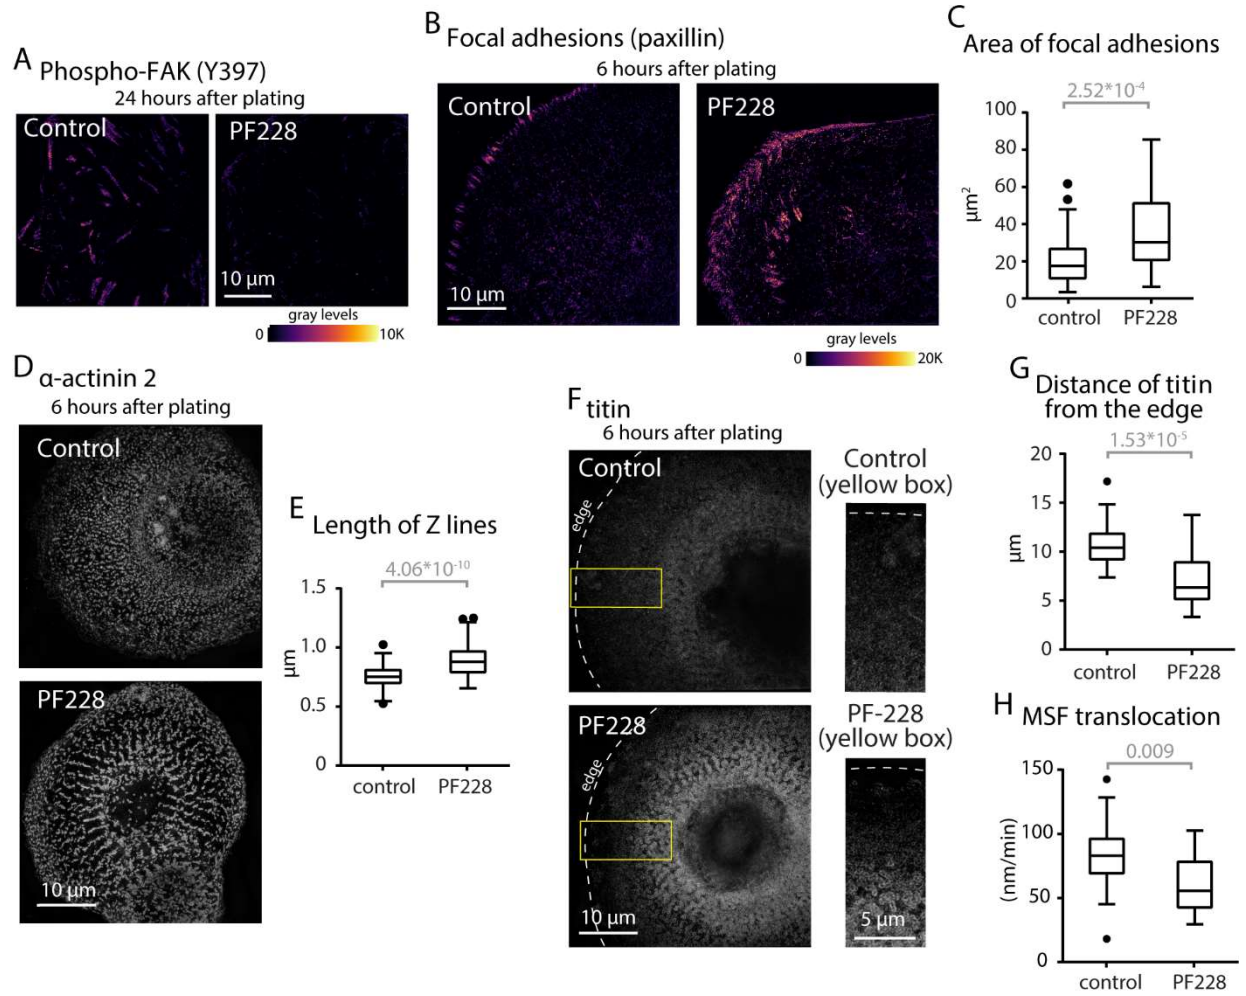 A Phospho-FAK (Y397)
24 hours after plating
Control
PF228
10 µm
gray levels
0 10K
B Focal adhesions (paxillin)
6 hours after plating
Control
PF228
10 µm
gray levels
0 20K
C Area of focal adhesions
2.52*10⁻⁴
100
80
60
40
20
0
µm²
control PF228
D α-actinin 2
6 hours after plating
Control
PF228
10 µm
E Length of Z lines
4.06*10⁻¹⁰
1.5
1.0
0.5
0
µm
control PF228
F titin
6 hours after plating
Control
edge
Control
(yellow box)
PF228
edge
10 µm
PF-228
(yellow box)
5 µm
G Distance of titin
from the edge
1.53*10⁻⁵
20
15
10
5
0
µm
control PF228
H MSF translocation
0.009
150
100
50
0
(nm/min)
control PF228